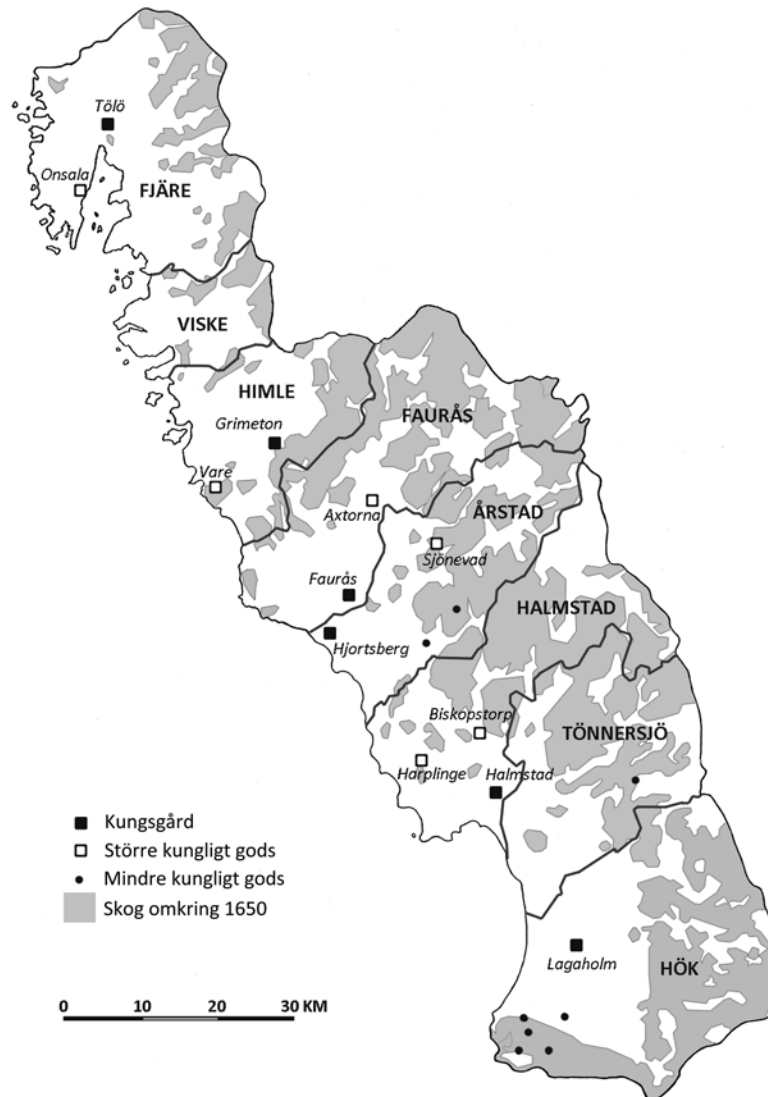 Tölö
Onsala
FJÄRE
VISKE
HIMLE
Grimeton
FAURÅS
Vare
Axtorna
ÅRSTAD
Sjönevad
Faurås
HALMSTAD
Hjortsberg
Biskopstorp
TÖNNERSJÖ
Harplinge
Halmstad
Kungsgård
Större kungligt gods
Mindre kungligt gods
Skog omkring 1650
Lagaholm
HÖK
0 10 20 30 KM